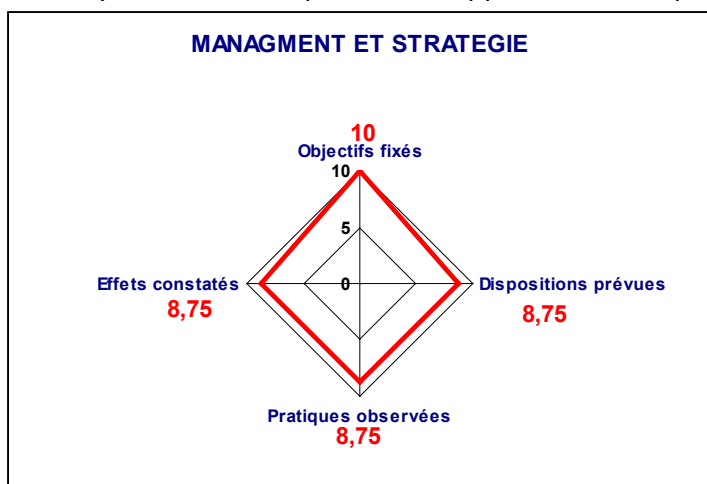 MANAGMENT ET STRATEGIE
10
Objectifs fixés
10
5
Effets constatés
0
Dispositions prévues
8,75
8,75
Pratiques observées
8,75